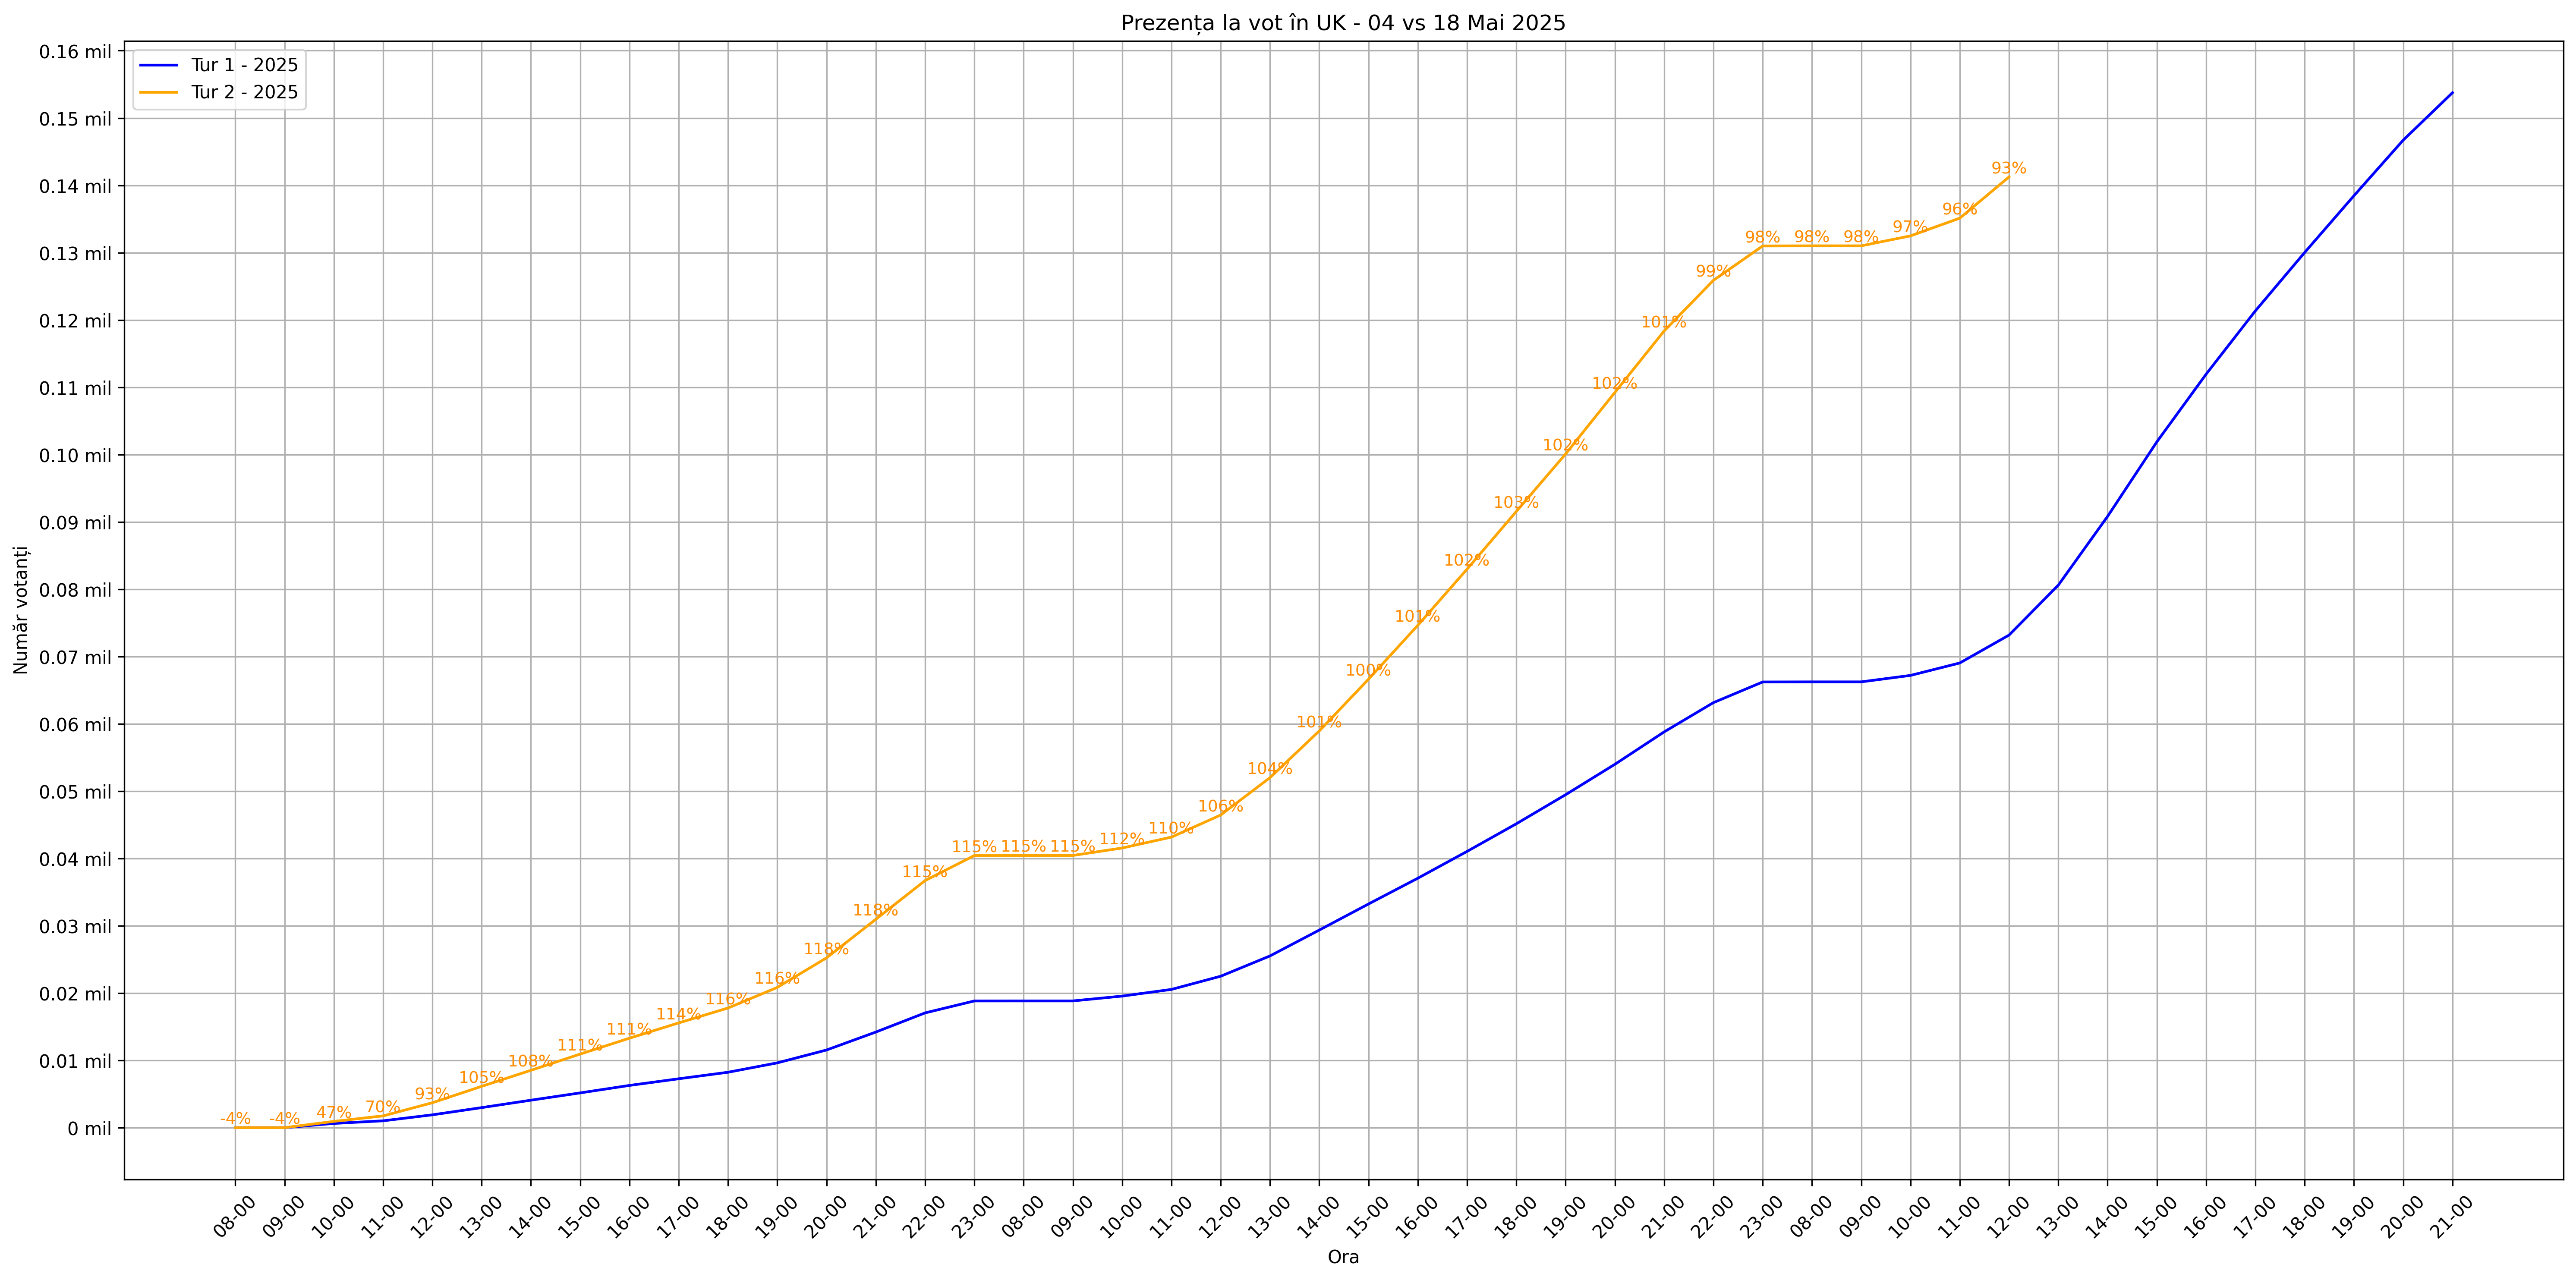 Prezența la vot în UK - 04 vs 18 Mai 2025
Tur 1 - 2025
Tur 2 - 2025
Număr votanți
0.16 mil
0.15 mil
0.14 mil
0.13 mil
0.12 mil
0.11 mil
0.10 mil
0.09 mil
0.08 mil
0.07 mil
0.06 mil
0.05 mil
0.04 mil
0.03 mil
0.02 mil
0.01 mil
0 mil
-4% -4% 47% 70% 93% 105% 108% 111% 111% 114% 116% 116% 118% 118% 115% 115% 115% 115% 112% 110% 106% 104% 101% 100% 101% 102% 103% 102% 102% 101% 99% 98% 98% 98% 97% 96% 93%
08-00 09-00 10-00 11-00 12-00 13-00 14-00 15-00 16-00 17-00 18-00 19-00 20-00 21-00 22-00 23-00 08-00 09-00 10-00 11-00 12-00 13-00 14-00 15-00 16-00 17-00 18-00 19-00 20-00 21-00 22-00 23-00 08-00 09-00 10-00 11-00 12-00 13-00 14-00 15-00 16-00 17-00 18-00 19-00 20-00 21-00
Ora